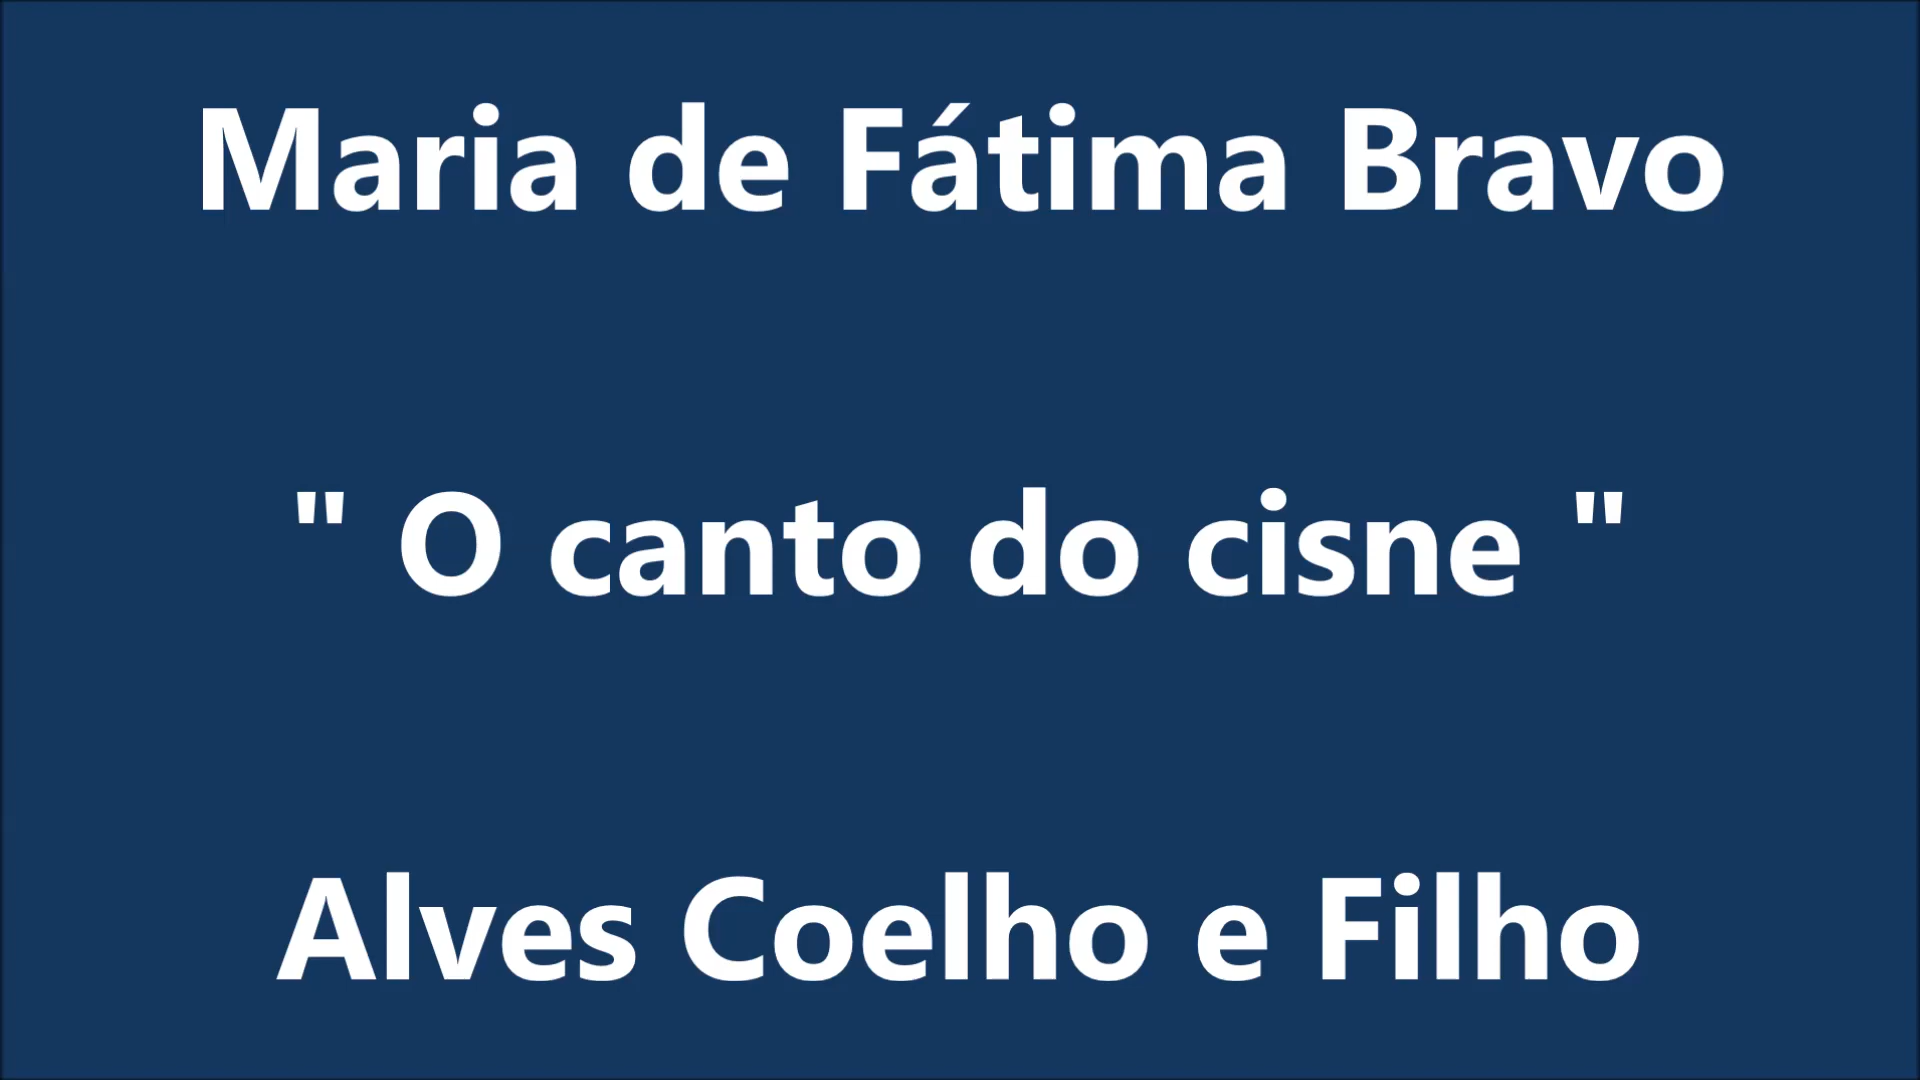 Maria de Fátima Bravo
" O canto do cisne "
Alves Coelho e Filho